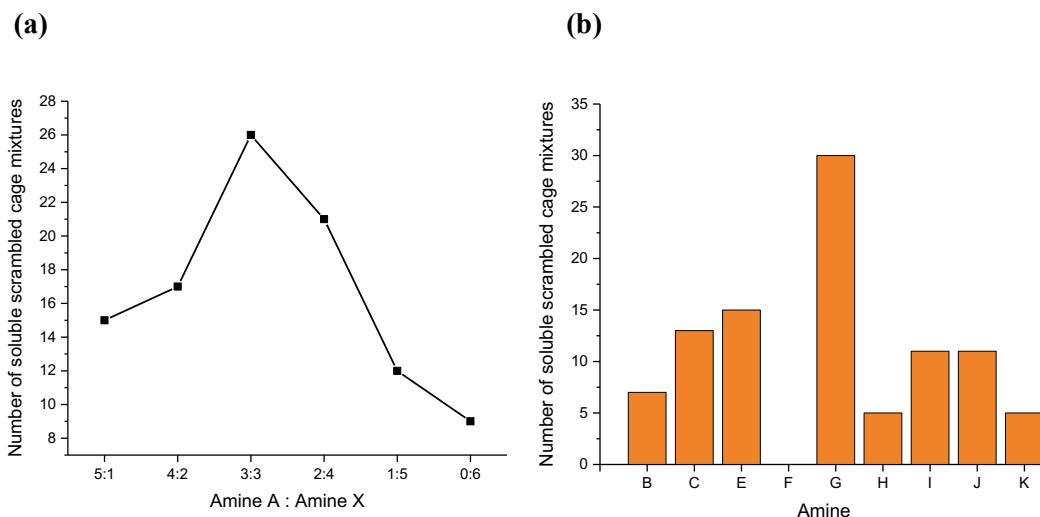 (a)
(b)
Number of soluble scrambled cage mixtures
28
26
24
22
20
18
16
14
12
10
8
5:1 4:2 3:3 2:4 1:5 0:6
Amine A : Amine X
Number of soluble scrambled cage mixtures
35
30
25
20
15
10
5
0
B C E F G H I J K
Amine